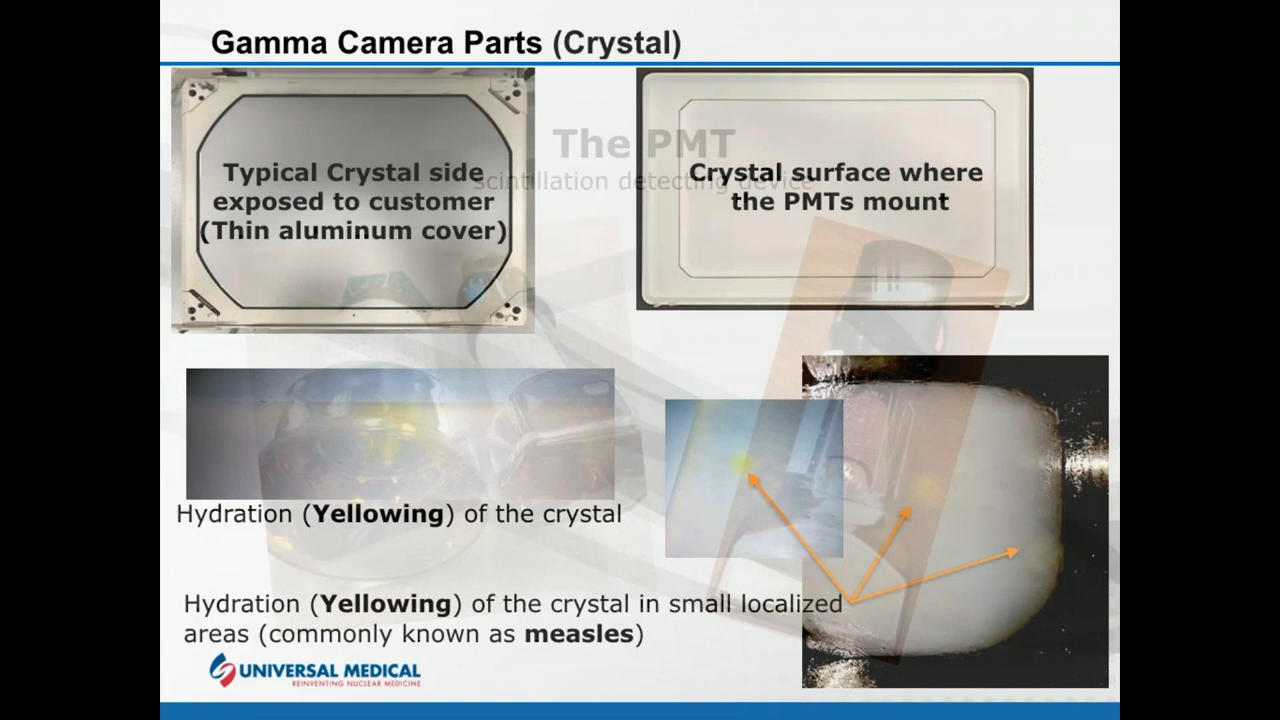 Gamma Camera Parts (Crystal)
The PMT
scintillation detecting device
Typical Crystal side
exposed to customer
(Thin aluminum cover)
Crystal surface where
the PMTs mount
Hydration (Yellowing) of the crystal
Hydration (Yellowing) of the crystal in small localized
areas (commonly known as measles)
UNIVERSAL MEDICAL
REINVENTING NUCLEAR MEDICINE